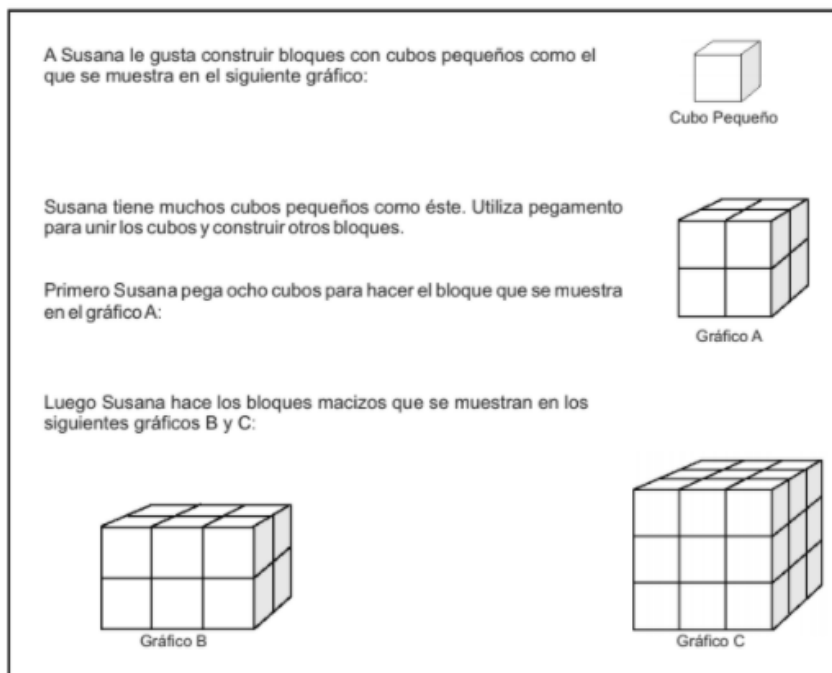 A Susana le gusta construir bloques con cubos pequeños como el
que se muestra en el siguiente gráfico:
Cubo Pequeño
Susana tiene muchos cubos pequeños como éste. Utiliza pegamento
para unir los cubos y construir otros bloques.
Primero Susana pega ocho cubos para hacer el bloque que se muestra
en el gráfico A:
Gráfico A
Luego Susana hace los bloques macizos que se muestran en los
siguientes gráficos B y C:
Gráfico B
Gráfico C